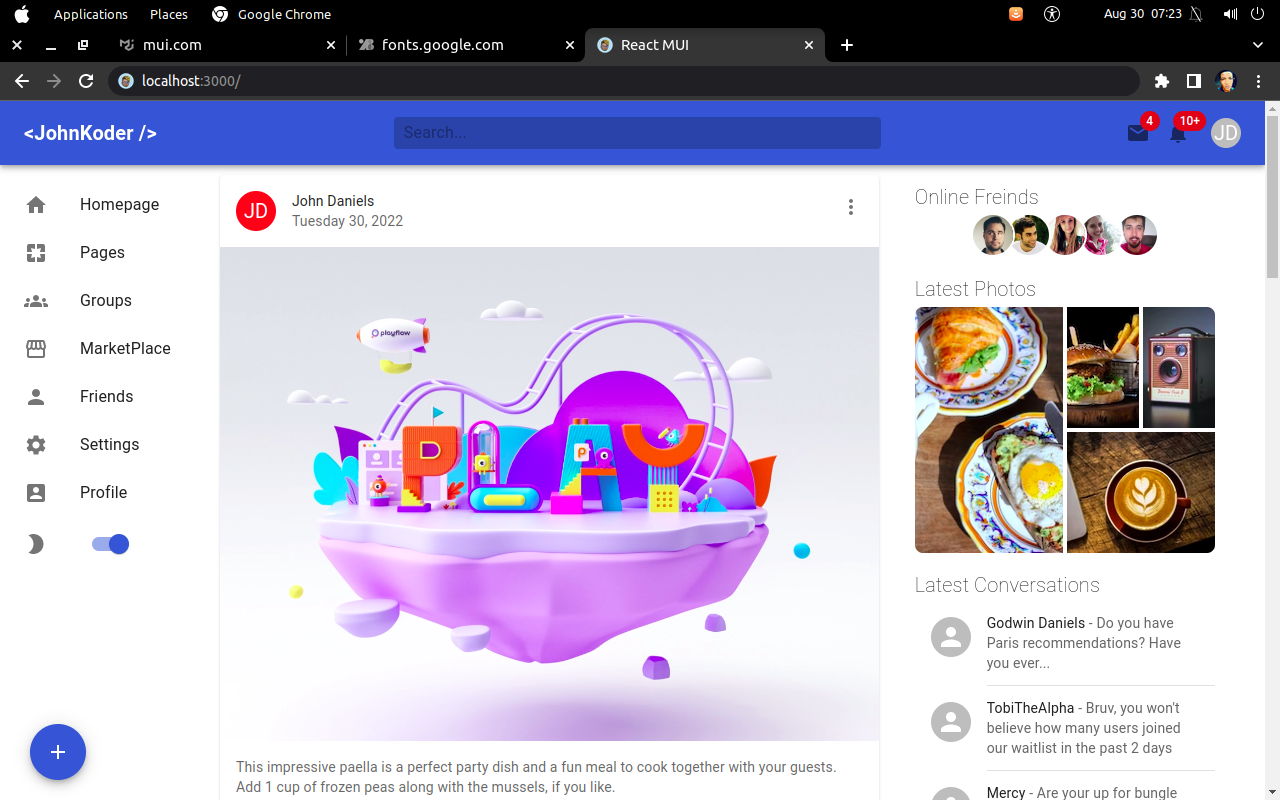 Applications Places Google Chrome Aug 30 07:23
mui.com fonts.google.com React MUI
localhost:3000/
<JohnKoder /> Search... 4 10+ JD
Homepage
Pages
Groups
MarketPlace
Friends
Settings
Profile
JD John Daniels
Tuesday 30, 2022
playflow
PLAY
P
This impressive paella is a perfect party dish and a fun meal to cook together with your guests.
Add 1 cup of frozen peas along with the mussels, if you like.
Online Freinds
Latest Photos
Latest Conversations
Godwin Daniels - Do you have
Paris recommendations? Have
you ever...
TobiTheAlpha - Bruv, you won't
believe how many users joined
our waitlist in the past 2 days
Mercy - Are your up for bungle